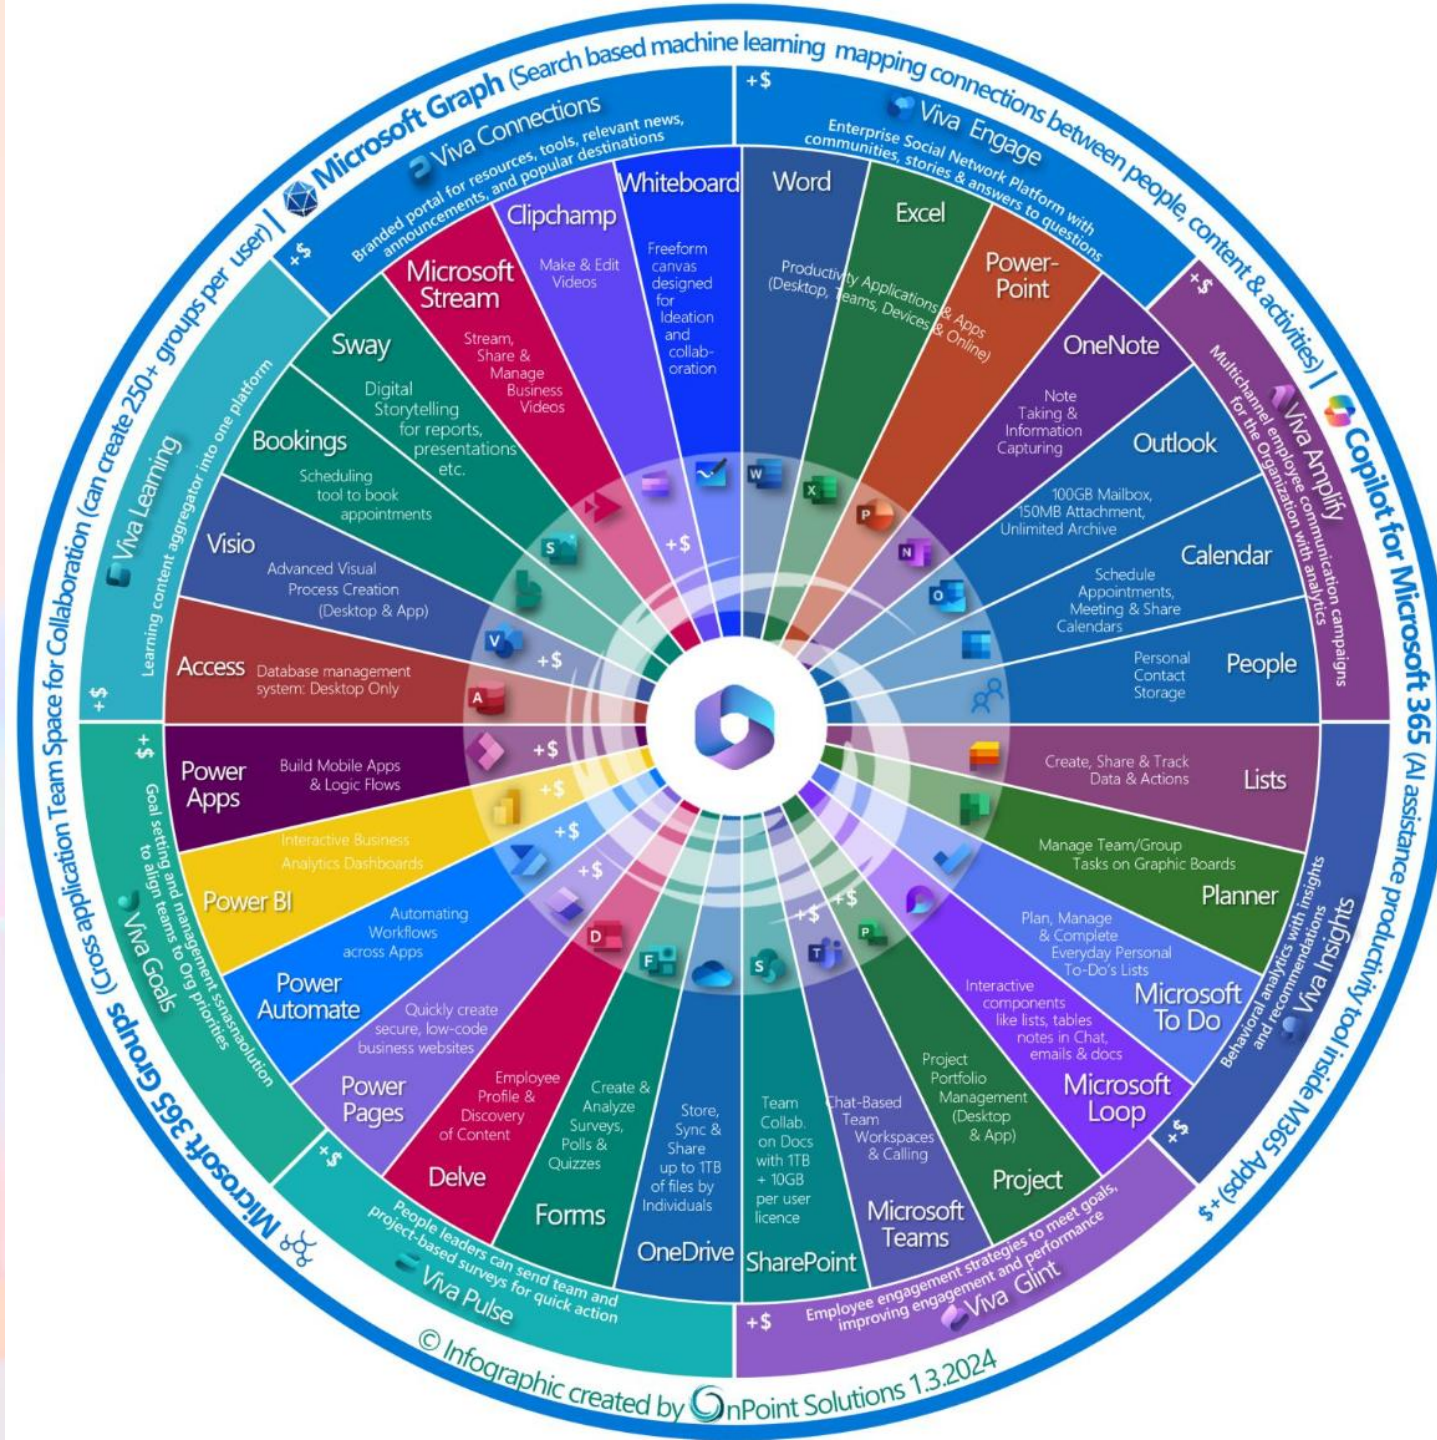 Microsoft Graph (Search based machine learning mapping connections between people, content & activities) |
Copilot for Microsoft 365 (AI assistance productivity tool inside M365 Apps) +$
Microsoft 365 Groups (Cross application Team Space for Collaboration (can create 250+ groups per user) |
+$
Viva Connections
Branded portal for resources, tools, relevant news,
announcements, and popular destinations
+$
Viva Engage
Enterprise Social Network Platform with
communities, stories & answers to questions
+$
Viva Amplify
Multichannel employee communication campaigns
for the Organization with analytics
Behavioral analytics with insights
and recommendations
Viva Insights
+$
Employee engagement strategies to meet goals,
improving engagement and performance
Viva Glint
+$
People leaders can send team and
project-based surveys for quick action
Viva Pulse
+$
+$
Goal setting and management ssnasnaolution
to align teams to Org priorities
Viva Goals
Viva Learning
Learning content aggregator into one platform
+$
Word
Excel
Power-
Point
Productivity Applications & Apps
(Desktop, Teams, Devices & Online)
W
X
P
OneNote
Note
Taking &
Information
Capturing
N
Outlook
100GB Mailbox,
150MB Attachment,
Unlimited Archive
O
Calendar
Schedule
Appointments,
Meeting & Share
Calendars
People
Personal
Contact
Storage
Lists
Create, Share & Track
Data & Actions
Planner
Manage Team/Group
Tasks on Graphic Boards
Microsoft
To Do
Plan, Manage
& Complete
Everyday Personal
To-Do's Lists
Microsoft
Loop
Interactive
components
like lists, tables
notes in Chat,
emails & docs
Project
Project
Portfolio
Management
(Desktop
& App)
P
+$
Microsoft
Teams
Chat-Based
Team
Workspaces
& Calling
T
+$
SharePoint
Team
Collab.
on Docs
with 1TB
+ 10GB
per user
licence
S
OneDrive
Store,
Sync &
Share
up to 1TB
of files by
Individuals
Forms
Create &
Analyze
Surveys,
Polls &
Quizzes
F
Delve
Employee
Profile &
Discovery
of Content
D
Power
Pages
Quickly create
secure, low-code
business websites
+$
Power
Automate
Automating
Workflows
across Apps
+$
Power BI
Interactive Business
Analytics Dashboards
+$
Power
Apps
Build Mobile Apps
& Logic Flows
+$
Access
Database management
system: Desktop Only
A
Visio
Advanced Visual
Process Creation
(Desktop & App)
V
+$
Bookings
Scheduling
tool to book
appointments
Sway
Digital
Storytelling
for reports,
presentations
etc.
S
Microsoft
Stream
Stream,
Share &
Manage
Business
Videos
Clipchamp
Make & Edit
Videos
+$
Whiteboard
Freeform
canvas
designed
for
Ideation
and
collab-
oration
© Infographic created by OnPoint Solutions 1.3.2024